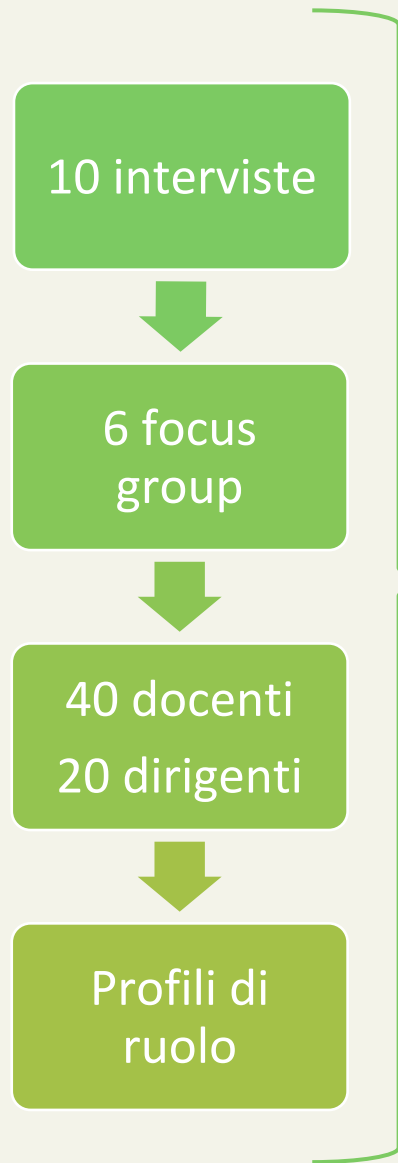 10 interviste
6 focus
group
40 docenti
20 dirigenti
Profili di
ruolo